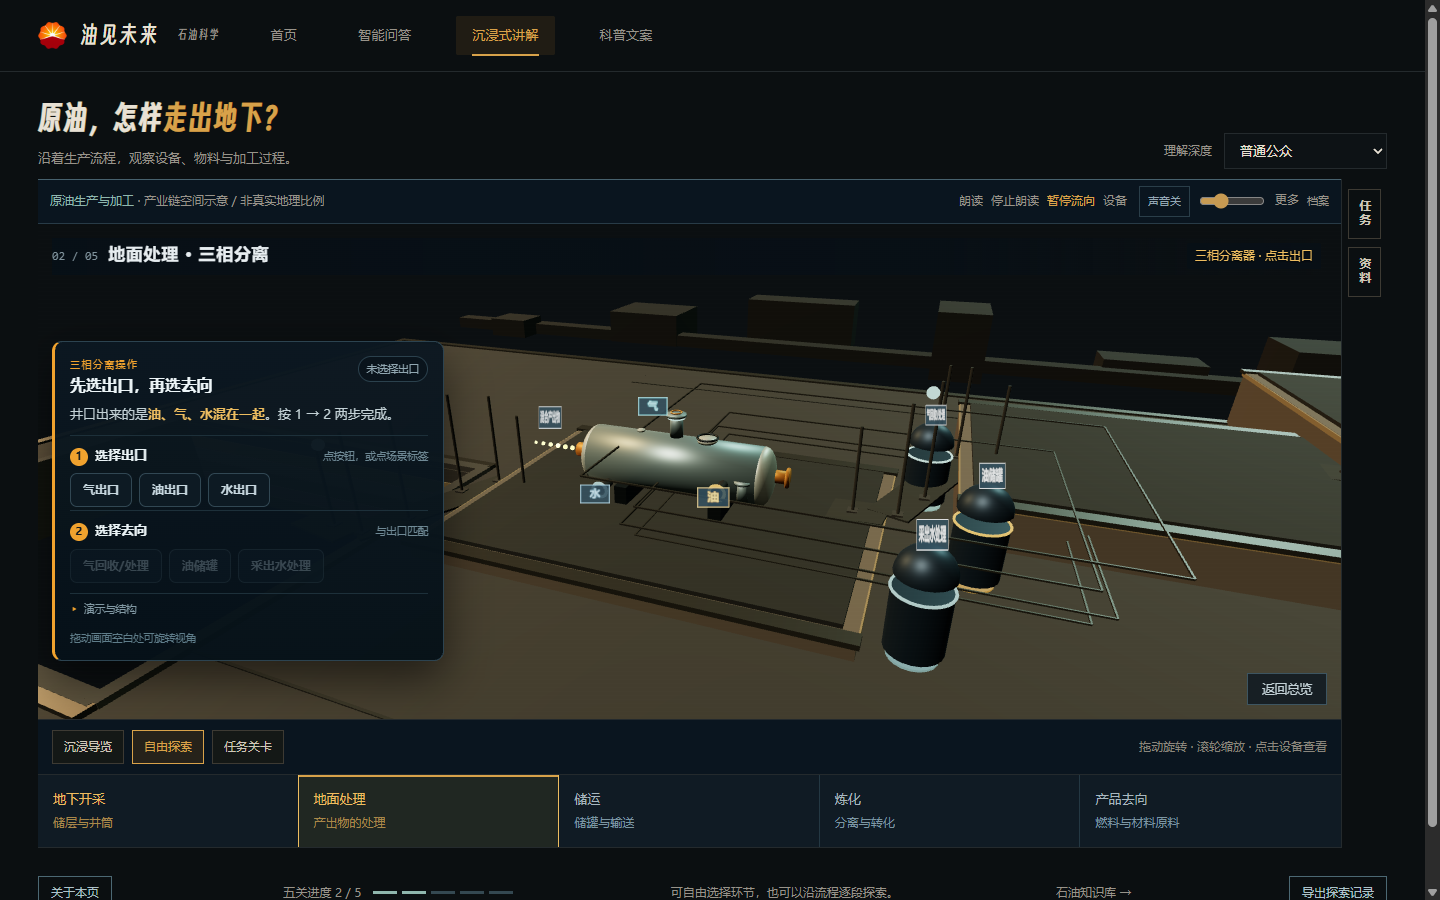 油见未来 石油科学 首页 智能问答 沉浸式讲解 科普文案
原油，怎样走出地下？
沿着生产流程，观察设备、物料与加工过程。
理解深度 普通公众
原油生产与加工 · 产业链空间示意 / 非真实地理比例
朗读 停止朗读 暂停流向 设备 声音关 更多 档案
任务
资料
02 / 05 地面处理 · 三相分离
三相分离器 · 点击出口
三相分离操作
未选择出口
先选出口，再选去向
井口出来的是油、气、水混在一起。按 1 → 2 两步完成。
1 选择出口
点按钮，或点场景标签
气出口 油出口 水出口
2 选择去向
与出口匹配
气回收/处理 油储罐 采出水处理
▸ 演示与结构
拖动画面空白处可旋转视角
气
水
油
油储罐
采出水处理
返回总览
沉浸导览 自由探索 任务关卡
拖动旋转 · 滚轮缩放 · 点击设备查看
地下开采
储层与井筒
地面处理
产出物的处理
储运
储罐与输送
炼化
分离与转化
产品去向
燃料与材料原料
关于本页
五关进度 2 / 5
可自由选择环节，也可以沿流程逐段探索。
石油知识库 →
导出探索记录